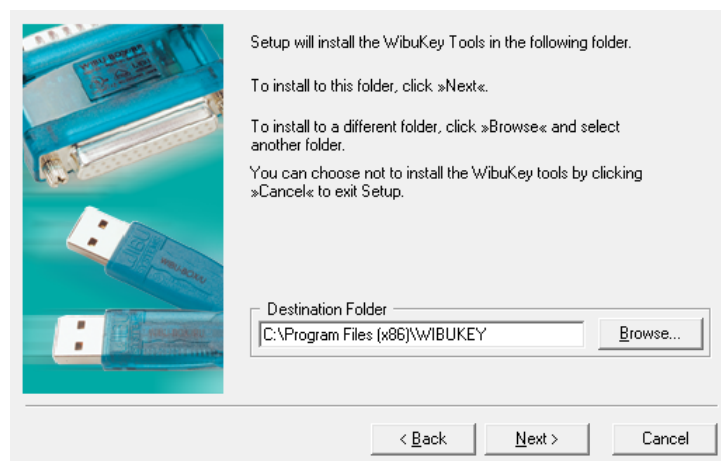 Setup will install the WibuKey Tools in the following folder.
To install to this folder, click »Next«.
To install to a different folder, click »Browse« and select
another folder.
You can choose not to install the WibuKey tools by clicking
»Cancel« to exit Setup.
Destination Folder
C:\Program Files (x86)\WIBUKEY
Browse...
< Back
Next >
Cancel